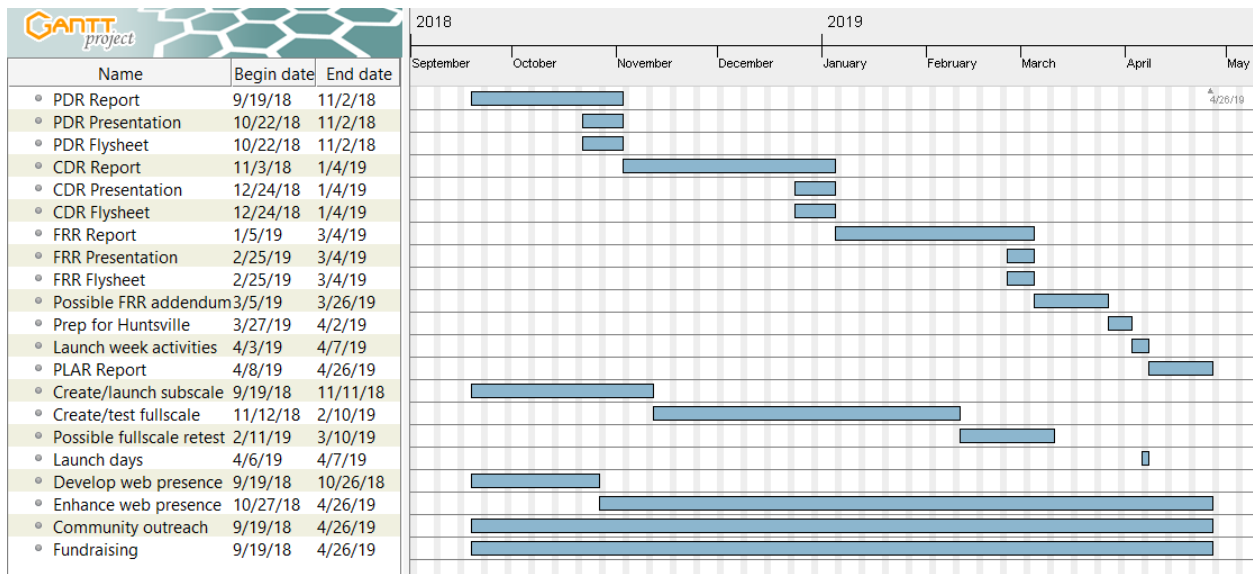 GANTT
project
2018 2019
Name Begin date End date
September October November December January February March April May
4/26/19
PDR Report 9/19/18 11/2/18
PDR Presentation 10/22/18 11/2/18
PDR Flysheet 10/22/18 11/2/18
CDR Report 11/3/18 1/4/19
CDR Presentation 12/24/18 1/4/19
CDR Flysheet 12/24/18 1/4/19
FRR Report 1/5/19 3/4/19
FRR Presentation 2/25/19 3/4/19
FRR Flysheet 2/25/19 3/4/19
Possible FRR addendum 3/5/19 3/26/19
Prep for Huntsville 3/27/19 4/2/19
Launch week activities 4/3/19 4/7/19
PLAR Report 4/8/19 4/26/19
Create/launch subscale 9/19/18 11/11/18
Create/test fullscale 11/12/18 2/10/19
Possible fullscale retest 2/11/19 3/10/19
Launch days 4/6/19 4/7/19
Develop web presence 9/19/18 10/26/18
Enhance web presence 10/27/18 4/26/19
Community outreach 9/19/18 4/26/19
Fundraising 9/19/18 4/26/19